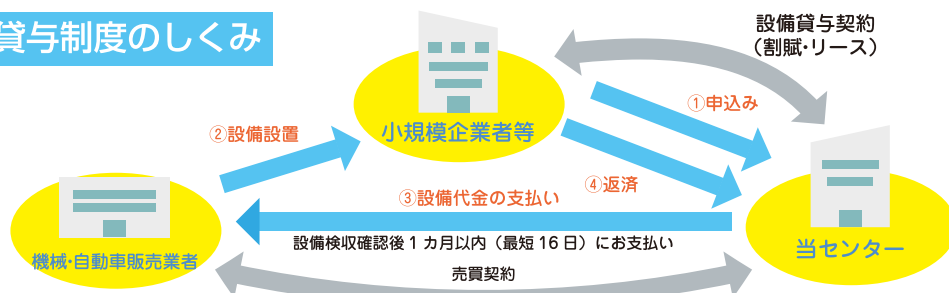 貸与制度のしくみ
設備貸与契約
(割賦・リース)
①申込み
②設備設置
小規模企業者等
④返済
③設備代金の支払い
設備検収確認後1カ月以内(最短16日)にお支払い
当センター
機械・自動車販売業者
売買契約